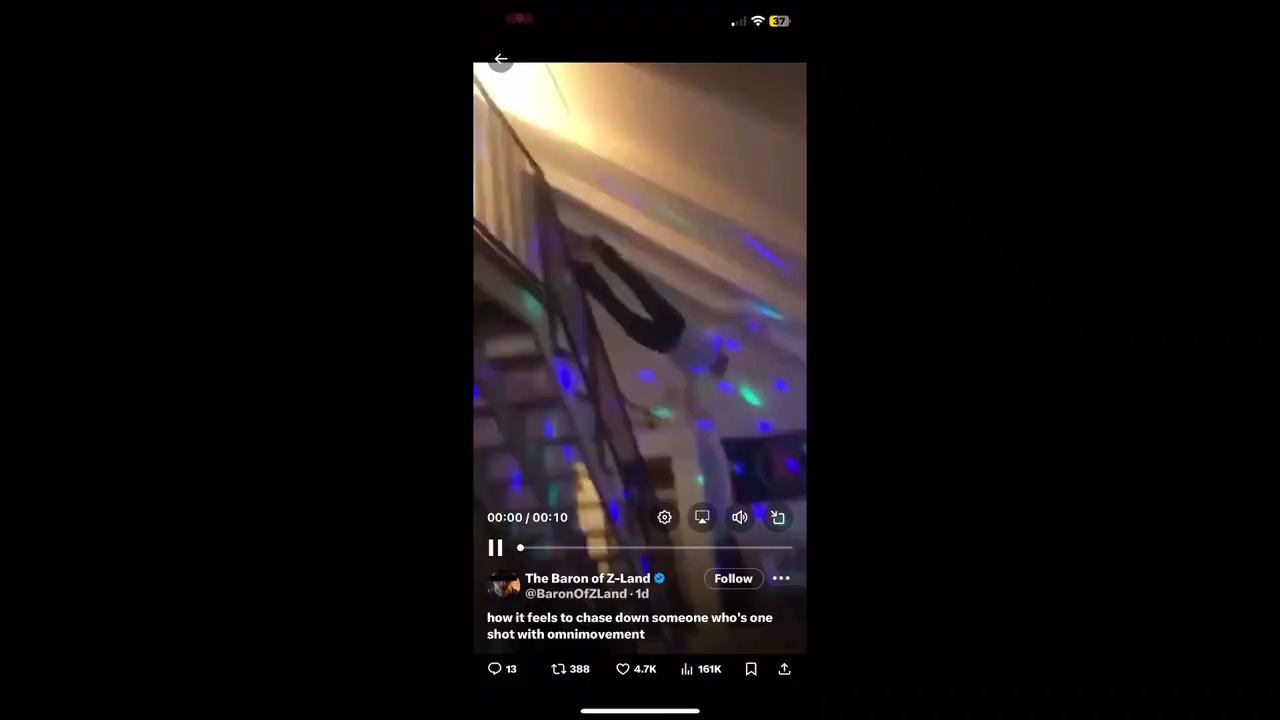 37
00:00 / 00:10
The Baron of Z-Land
Follow
@BaronOfZLand · 1d
how it feels to chase down someone who's one
shot with omnimovement
13 388 4.7K 161K